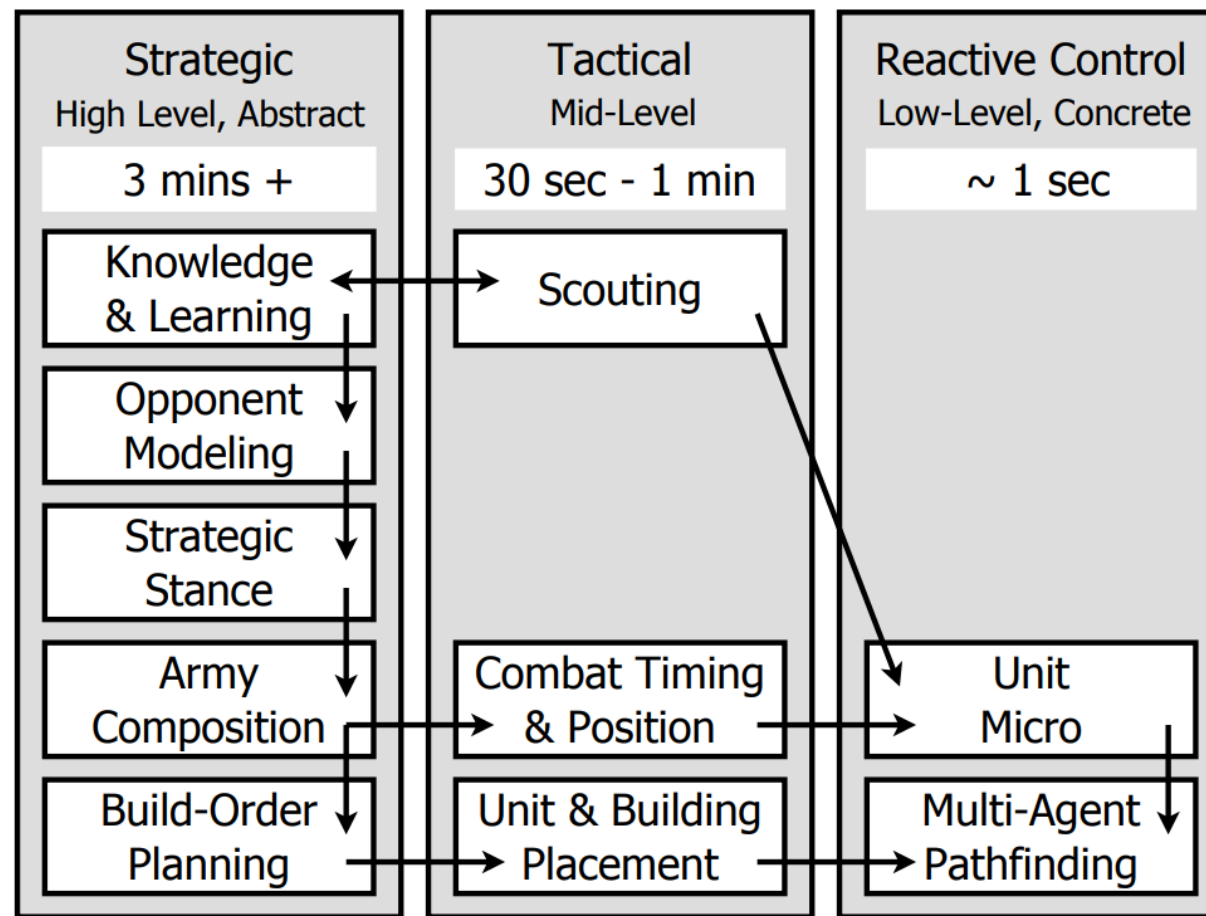 Strategic
High Level, Abstract
3 mins +
Knowledge
& Learning
Opponent
Modeling
Strategic
Stance
Army
Composition
Build-Order
Planning
Tactical
Mid-Level
30 sec - 1 min
Scouting
Combat Timing
& Position
Unit & Building
Placement
Reactive Control
Low-Level, Concrete
~ 1 sec
Unit
Micro
Multi-Agent
Pathfinding